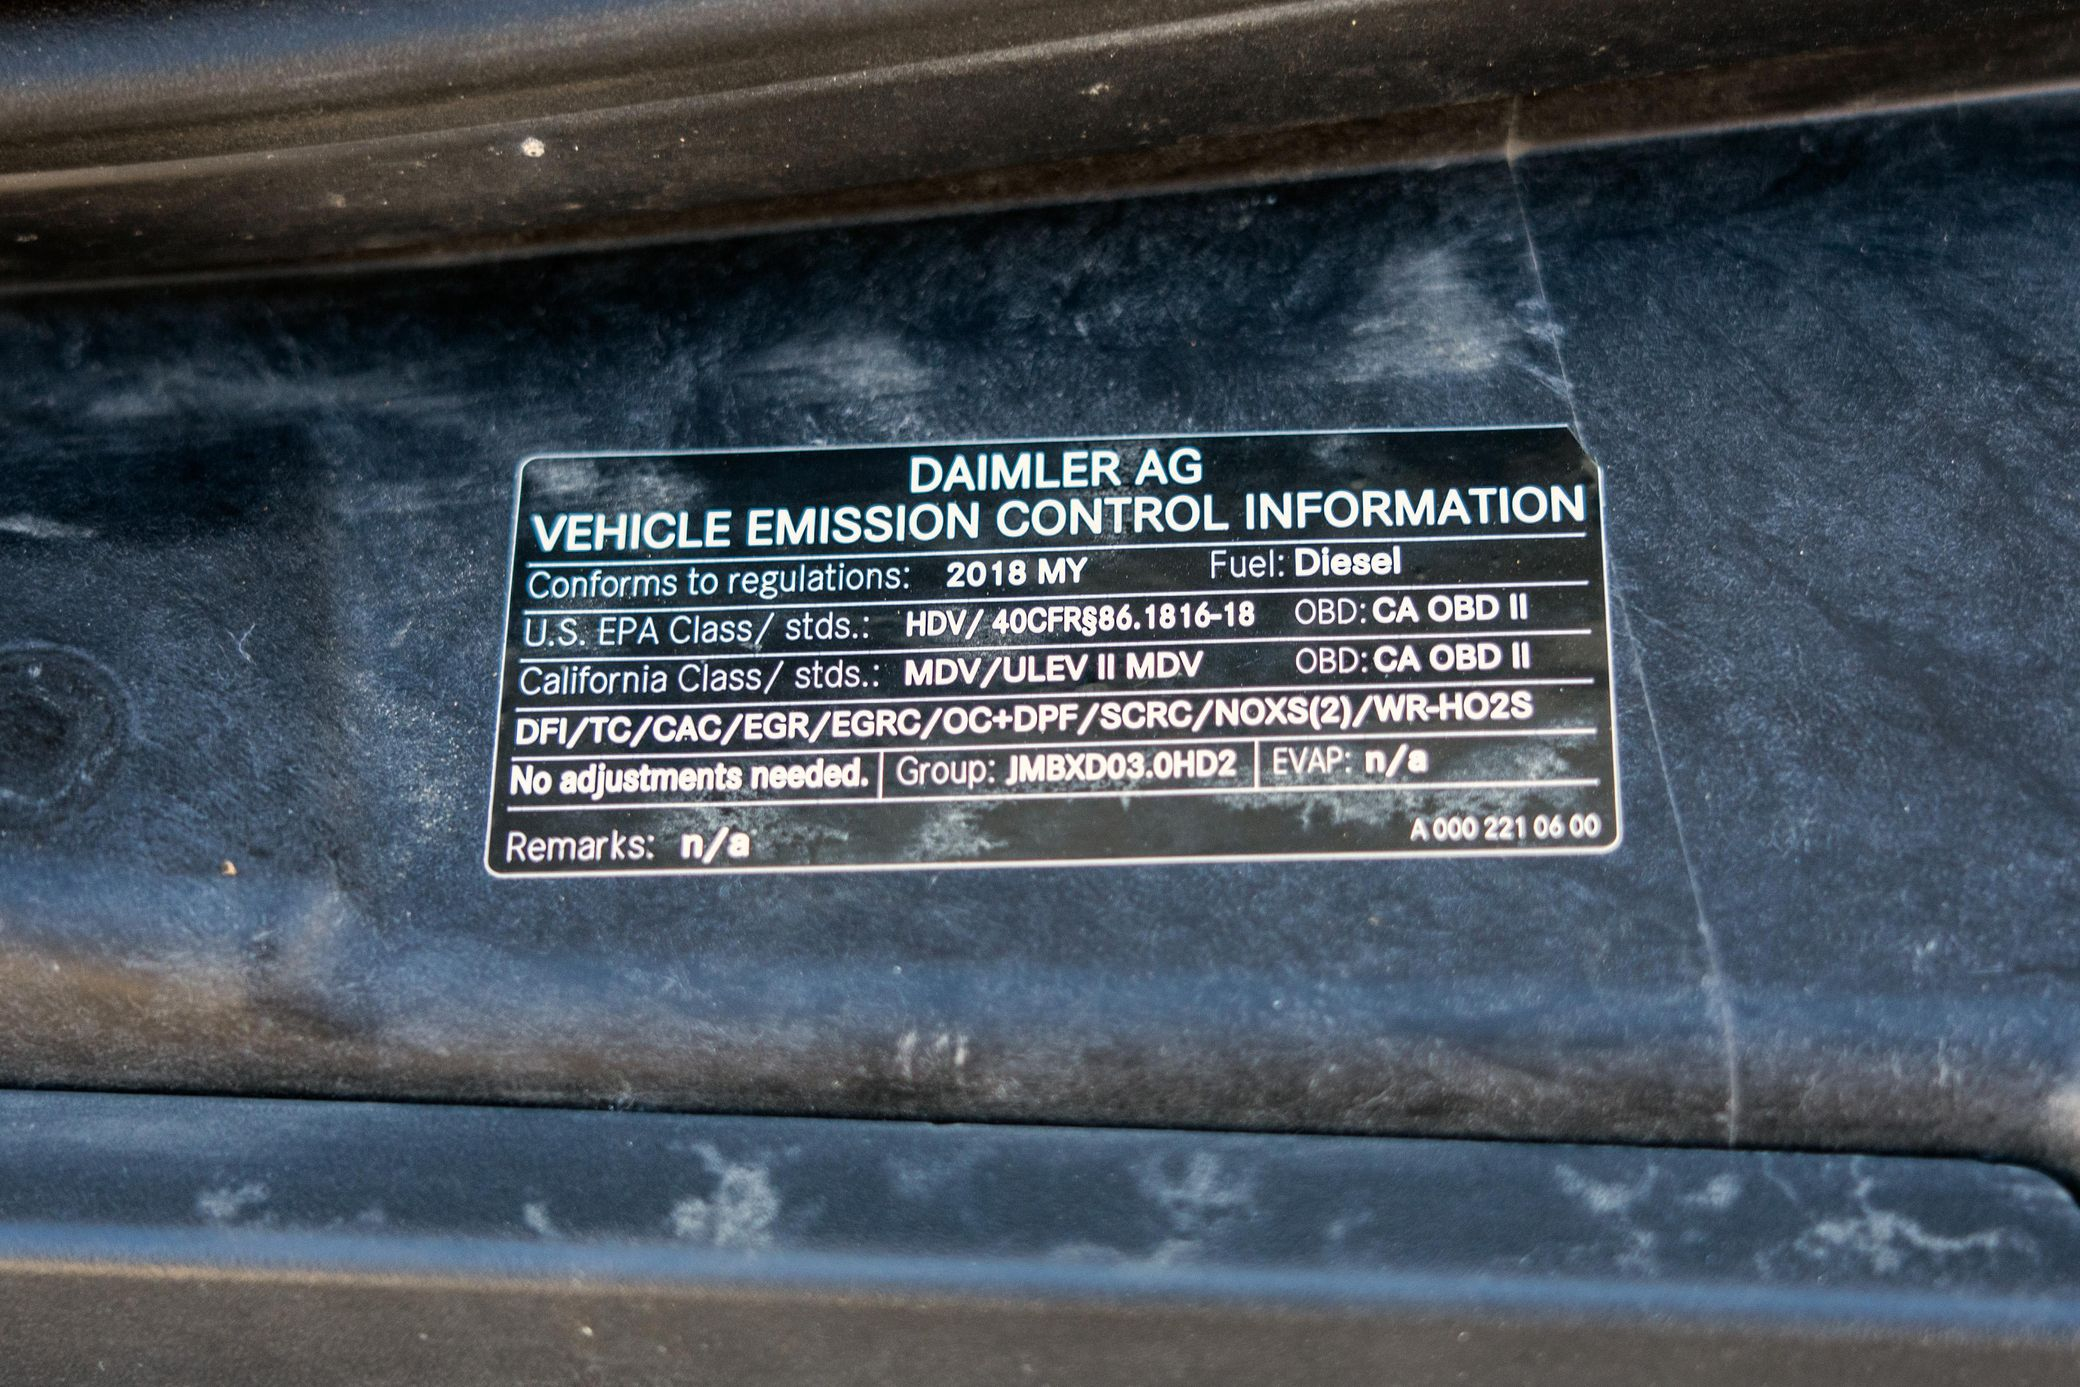 DAIMLER AG
VEHICLE EMISSION CONTROL INFORMATION
Conforms to regulations: 2018 MY Fuel: Diesel
U.S. EPA Class/ stds.: HDV/ 40CFR§86.1816-18 OBD: CA OBD II
California Class/ stds.: MDV/ULEV II MDV OBD: CA OBD II
DFI/TC/CAC/EGR/EGRC/OC+DPF/SCRC/NOXS(2)/WR-HO2S
No adjustments needed. Group: JMBXD03.0HD2 EVAP: n/a
Remarks: n/a A 000 221 06 00